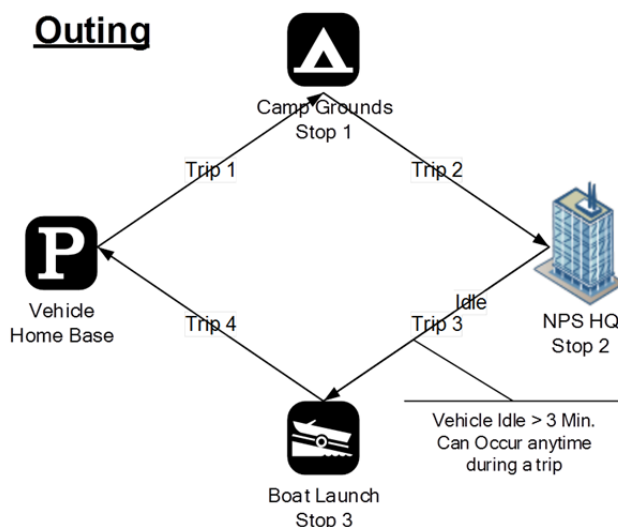 Outing
Camp Grounds
Stop 1
Trip 1
Trip 2
P
Vehicle
Home Base
Idle
NPS HQ
Stop 2
Trip 4
Trip 3
Vehicle Idle > 3 Min.
Can Occur anytime
during a trip
Boat Launch
Stop 3